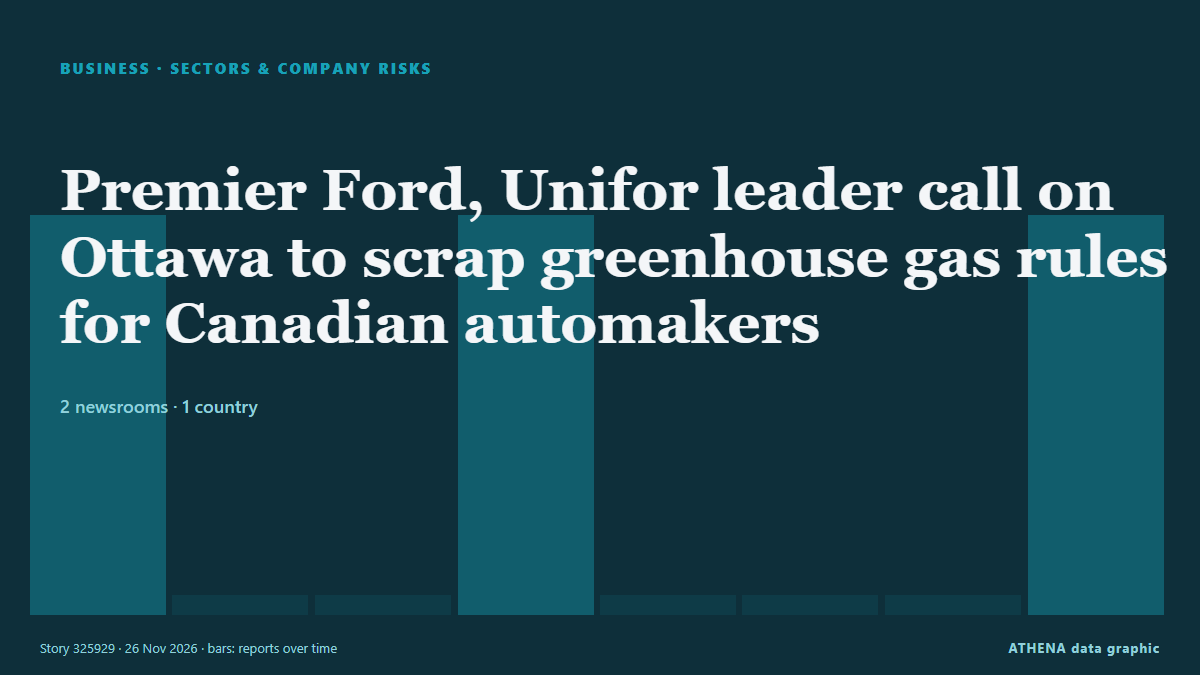 BUSINESS · SECTORS & COMPANY RISKS
Premier Ford, Unifor leader call on
Ottawa to scrap greenhouse gas rules
for Canadian automakers
2 newsrooms · 1 country
Story 325929 · 26 Nov 2026 · bars: reports over time
ATHENA data graphic